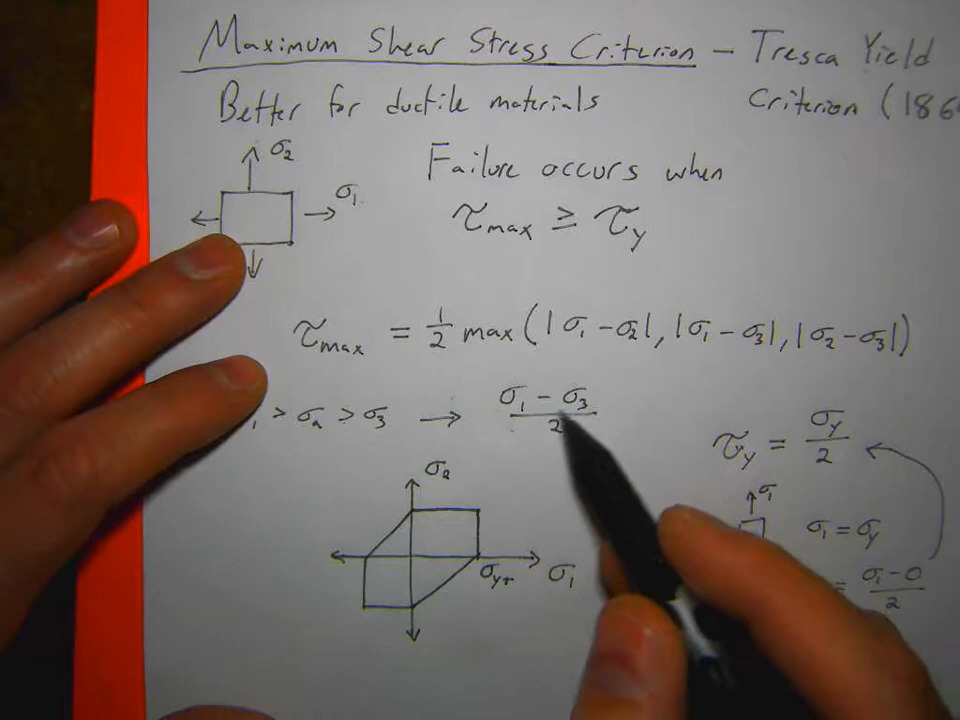 Maximum Shear Stress Criterion – Tresca Yield
Criterion (186
Better for ductile materials
σ2
σ1
Failure occurs when
τmax ≥ τy
τmax = 1/2 max (|σ1 - σ2|, |σ1 - σ3|, |σ2 - σ3|)
> σ2 > σ3 → (σ1 - σ3)/2
τy = σy/2
σ2
σ1
σ1 = σy
σyτ σ1
= (σ1 - 0)/2